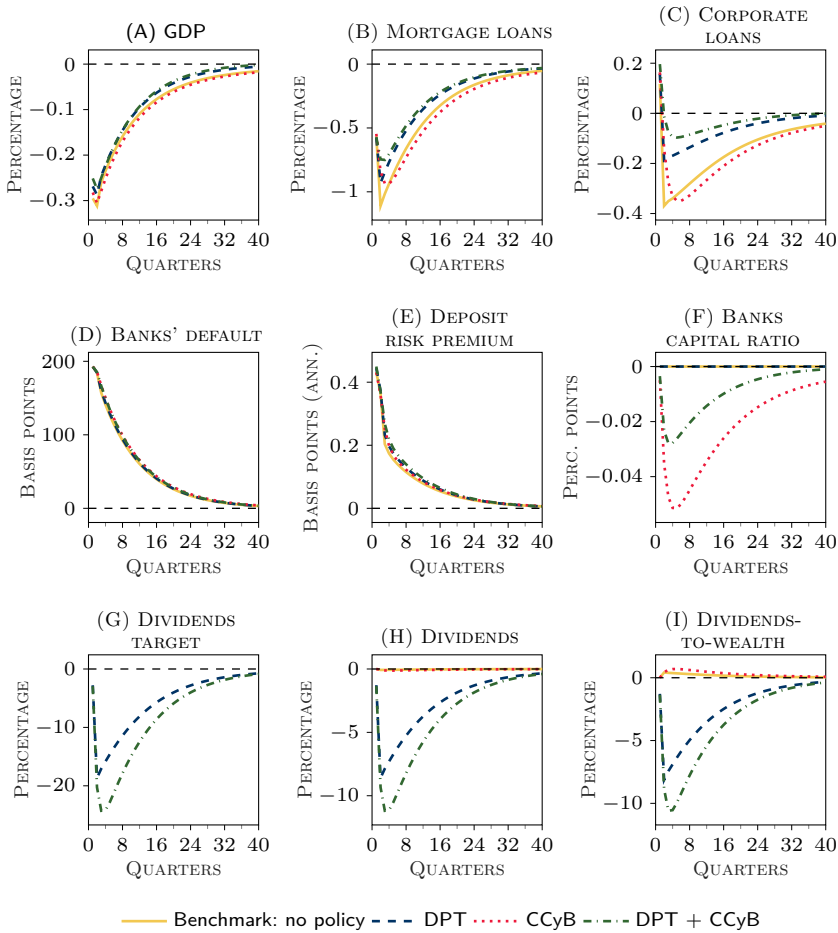 (A) GDP
(B) Mortgage loans
(C) Corporate
loans
Percentage
0
−0.1
−0.2
−0.3
0 8 16 24 32 40
Quarters
Percentage
0
−0.5
−1
0 8 16 24 32 40
Quarters
Percentage
0.2
0
−0.2
−0.4
0 8 16 24 32 40
Quarters
(D) Banks' default
(E) Deposit
risk premium
(F) Banks
capital ratio
Basis points
200
100
0
0 8 16 24 32 40
Quarters
Basis points (ann.)
0.4
0.2
0
0 8 16 24 32 40
Quarters
Perc. points
0
−0.02
−0.04
0 8 16 24 32 40
Quarters
(G) Dividends
target
(H) Dividends
(I) Dividends-
to-wealth
Percentage
0
−10
−20
0 8 16 24 32 40
Quarters
Percentage
0
−5
−10
0 8 16 24 32 40
Quarters
Percentage
0
−5
−10
0 8 16 24 32 40
Quarters
Benchmark: no policy DPT CCyB DPT + CCyB